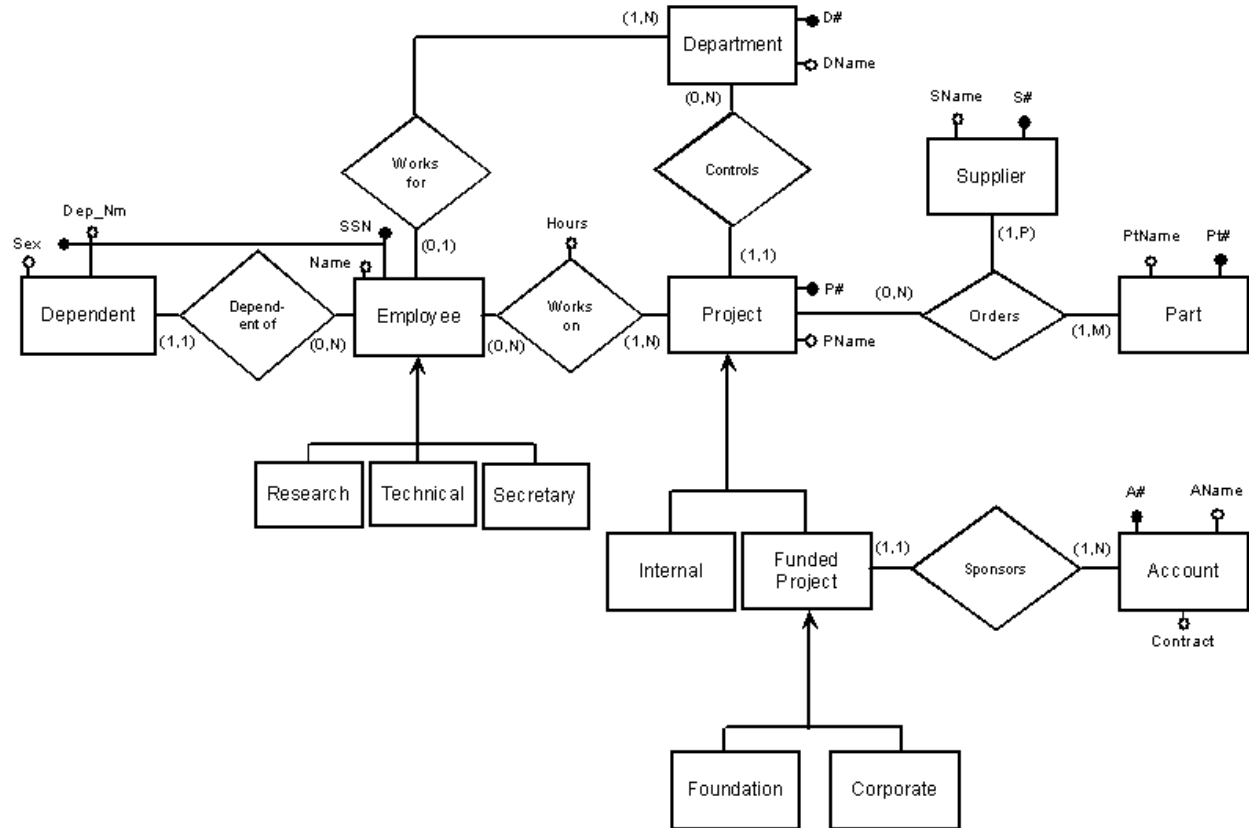 (1,N)
Department
D#
DName
(0,N)
SName
S#
Works
for
Controls
Supplier
Dep_Nm
SSN
Hours
Sex
Name
(0,1)
(1,1)
(1,P)
PtName
Pt#
Dependent
Depend-
ent of
Employee
Works
on
Project
P#
(0,N)
Orders
Part
(1,1)
(0,N)
(0,N)
(1,N)
PName
(1,M)
Research
Technical
Secretary
A#
AName
Internal
Funded
Project
(1,1)
Sponsors
(1,N)
Account
Contract
Foundation
Corporate